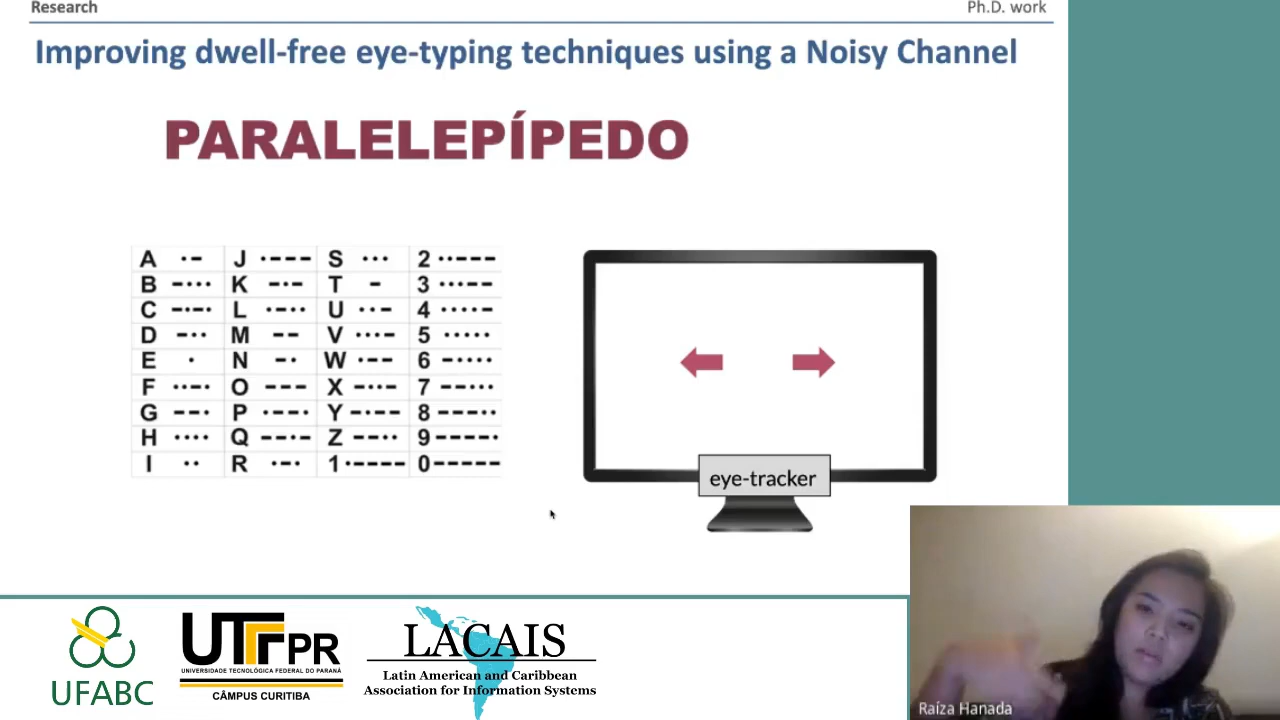 Research
Ph.D. work
Improving dwell-free eye-typing techniques using a Noisy Channel
PARALELEPÍPEDO
A ·- J ·--- S ··· 2 ··---
B -··· K -·- T - 3 ···--
C -·-· L ·-·· U ··- 4 ····-
D -·· M -- V ···- 5 ·····
E · N -· W ·-- 6 -····
F ··-· O --- X -··- 7 --···
G --· P ·--· Y -·-- 8 ---··
H ···· Q --·- Z --·· 9 ----·
I ·· R ·-· 1 ·---- 0 -----
eye-tracker
UFABC
UTFPR
UNIVERSIDADE TECNOLÓGICA FEDERAL DO PARANÁ
CÂMPUS CURITIBA
LACAIS
Latin American and Caribbean
Association for Information Systems
Raíza Hanada